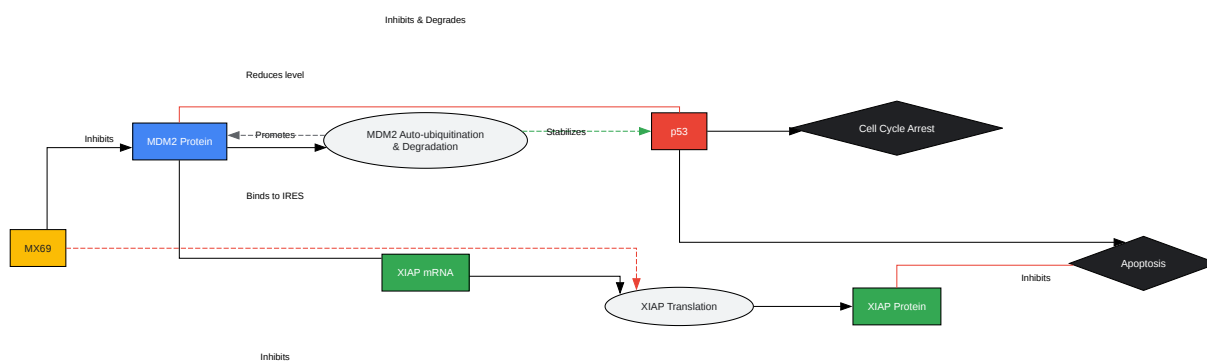 Inhibits & Degrades
Reduces level
Inhibits
MDM2 Protein
Promotes
MDM2 Auto-ubiquitination
& Degradation
Stabilizes
p53
Cell Cycle Arrest
Binds to IRES
MX69
XIAP mRNA
XIAP Translation
XIAP Protein
Inhibits
Apoptosis
Inhibits